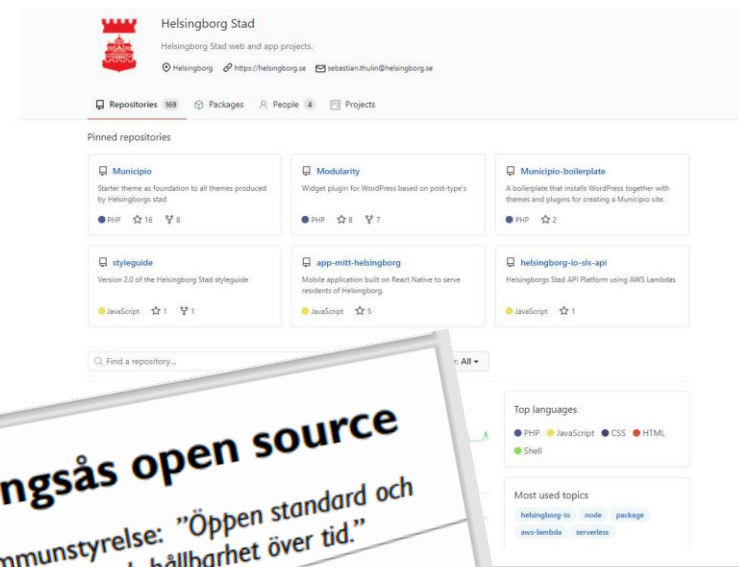 Helsingborg Stad
Helsingborg Stad web and app projects.
Helsingborg https://helsingborg.se sebastian.thulin@helsingborg.se
Repositories 169 Packages People 4 Projects
Pinned repositories
Municipio
Starter theme as foundation to all themes produced
by Helsingborgs stad
PHP 16 8
Modularity
Widget plugin for WordPress based on post-type's
PHP 8 7
Municipio-boilerplate
A boilerplate that installs WordPress together with
themes and plugins for creating a Municipio site.
PHP 2
styleguide
Version 2.0 of the Helsingborg Stad styleguide
JavaScript 1 1
app-mitt-helsingborg
Mobile application built on React Native to serve
residents of Helsingborg.
JavaScript 5
helsingborg-io-sls-api
Helsingborgs Stad API Platform using AWS Lambdas
JavaScript 1
Find a repository...
All
Top languages
PHP JavaScript CSS HTML
Shell
Most used topics
helsingborg-io node package
aws-lambda serverless
ngsås open source
mmunstyrelse: ”Öppen standard och
hållbarhet över tid.”